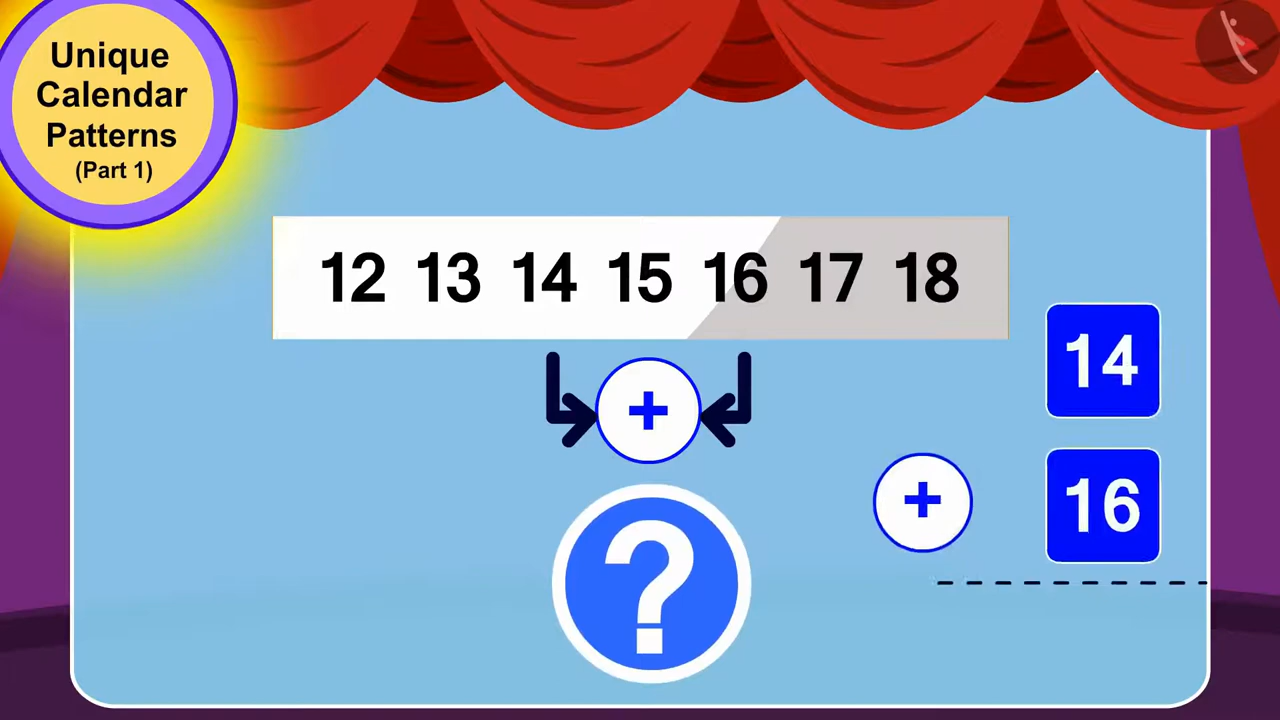 Unique
Calendar
Patterns
(Part 1)
12 13 14 15 16 17 18
+
14
+ 16
?